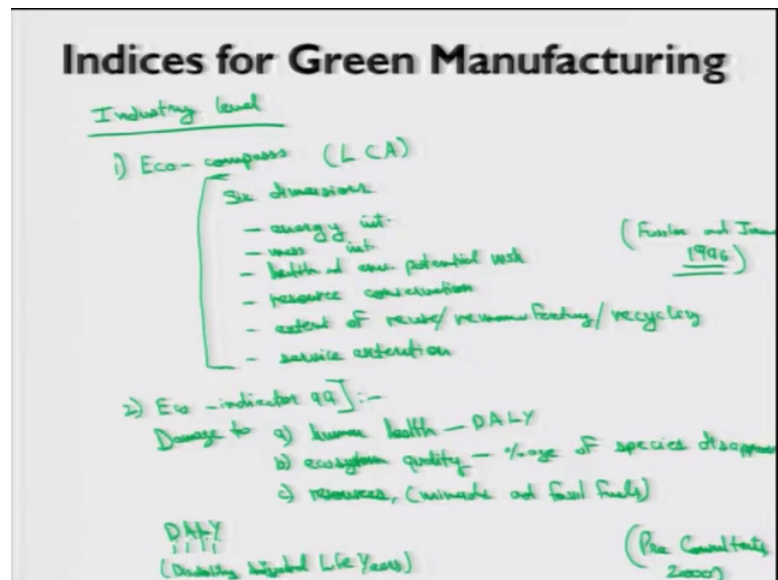 Indices for Green Manufacturing
Industry level
1) Eco-compass (LCA)
Six dimensions
- energy int.
- mass int.
- health and env. potential risk
- resource conservation
(Fussler and
1996)
- extent of reuse/remanufacturing/recycling
- service extention
2) Eco-indicator 99] :-
Damage to a) human health - DALY
b) ecosystem quality - %age of species
c) resources, (minerals and fossil fuels)
DALY
(Disability Adjusted Life Years)
(Pre Consultants
2000)